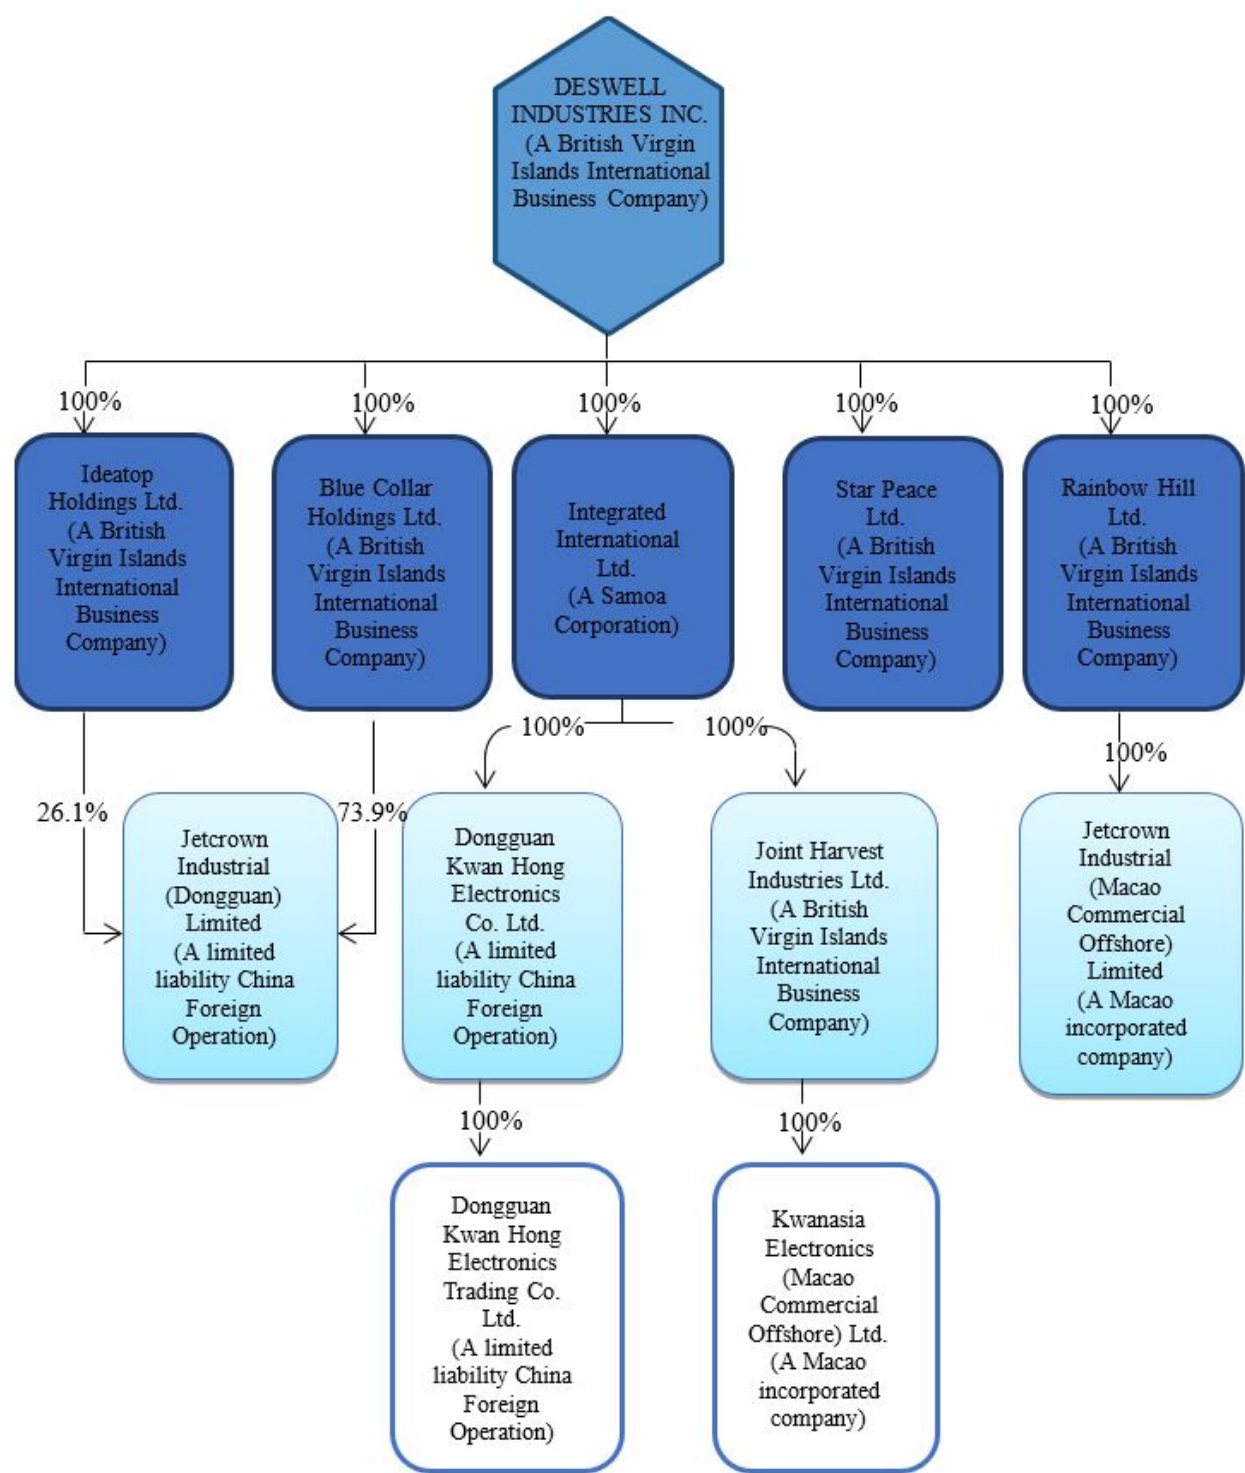 DESWELL
INDUSTRIES INC.
(A British Virgin
Islands International
Business Company)
100%
100%
100%
100%
100%
Ideatop
Holdings Ltd.
(A British
Virgin Islands
International
Business
Company)
Blue Collar
Holdings Ltd.
(A British
Virgin Islands
International
Business
Company)
Integrated
International
Ltd.
(A Samoa
Corporation)
Star Peace
Ltd.
(A British
Virgin Islands
International
Business
Company)
Rainbow Hill
Ltd.
(A British
Virgin Islands
International
Business
Company)
100%
100%
100%
26.1%
73.9%
Jetcrown
Industrial
(Dongguan)
Limited
(A limited
liability China
Foreign
Operation)
Dongguan
Kwan Hong
Electronics
Co. Ltd.
(A limited
liability China
Foreign
Operation)
Joint Harvest
Industries Ltd.
(A British
Virgin Islands
International
Business
Company)
Jetcrown
Industrial
(Macao
Commercial
Offshore)
Limited
(A Macao
incorporated
company)
100%
100%
Dongguan
Kwan Hong
Electronics
Trading Co.
Ltd.
(A limited
liability China
Foreign
Operation)
Kwanasia
Electronics
(Macao
Commercial
Offshore) Ltd.
(A Macao
incorporated
company)